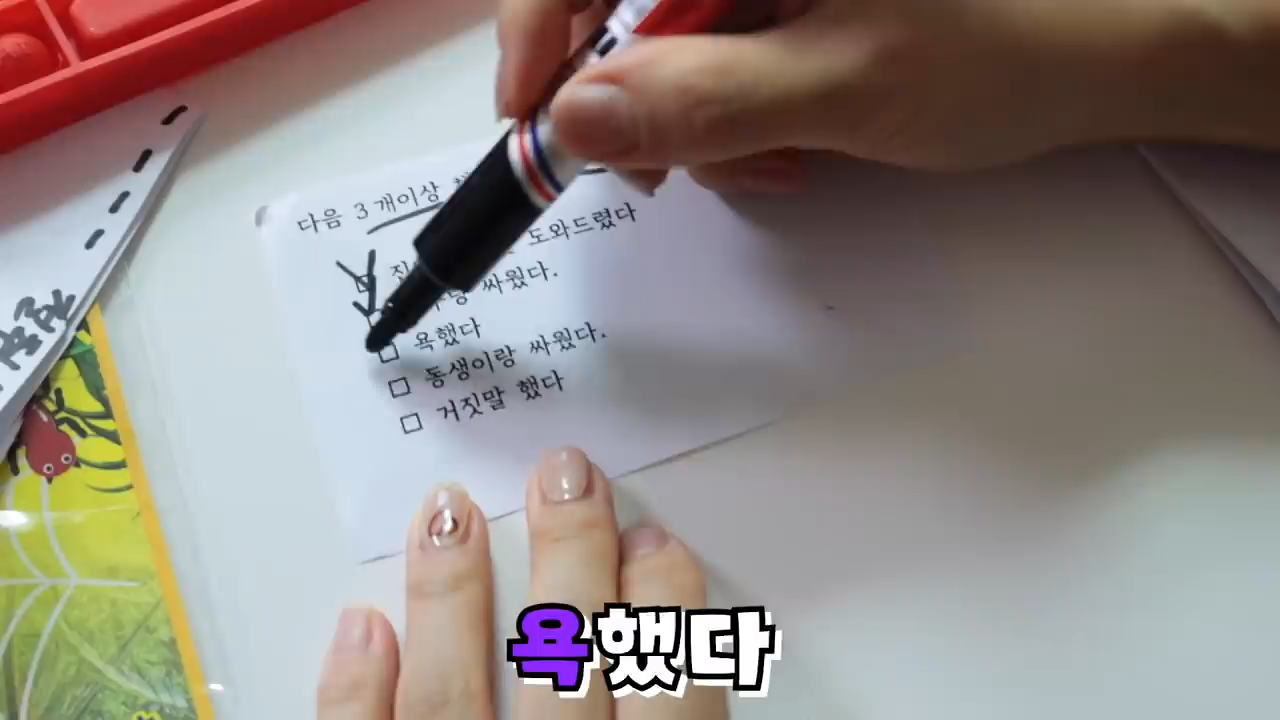 다음 3개이상
도와드렸다
싸웠다.
욕했다
동생이랑 싸웠다.
거짓말 했다
욕했다